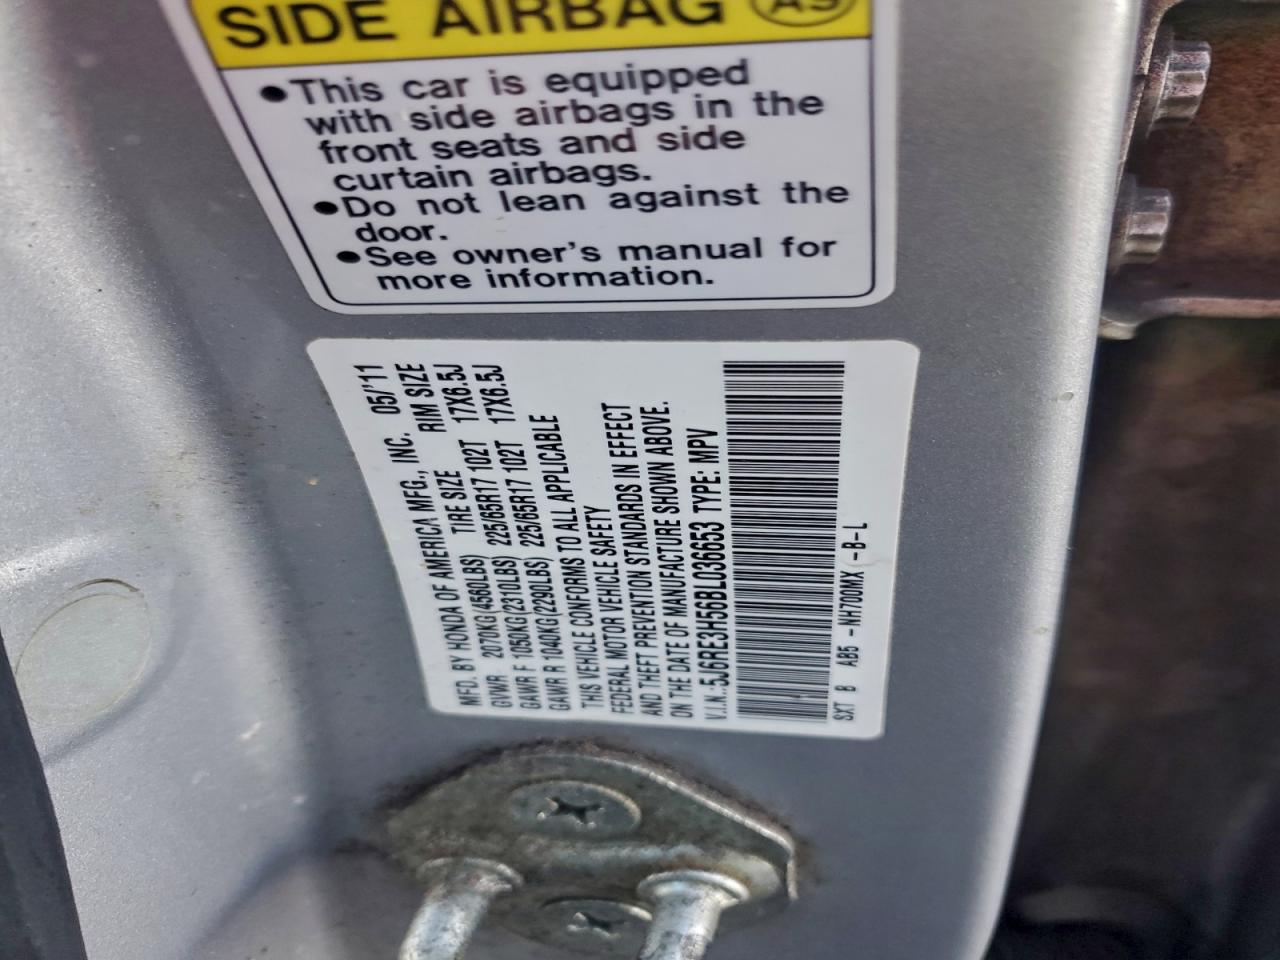 SIDE AIRBAG
●This car is equipped
with side airbags in the
front seats and side
curtain airbags.
●Do not lean against the
door.
●See owner's manual for
more information.
MFD. BY HONDA OF AMERICA MFG., INC. 05/'11
GVWR 2070KG(4560LBS) TIRE SIZE RIM SIZE
GAWR F 1050KG(2310LBS) 225/65R17 102T 17X6.5J
GAWR R 1040KG(2290LBS) 225/65R17 102T 17X6.5J
THIS VEHICLE CONFORMS TO ALL APPLICABLE
FEDERAL MOTOR VEHICLE SAFETY
AND THEFT PREVENTION STANDARDS IN EFFECT
ON THE DATE OF MANUFACTURE SHOWN ABOVE.
V.I.N.:5J6RE3H56BL036653 TYPE: MPV
SXT B AB5 -NH700MX -B-L